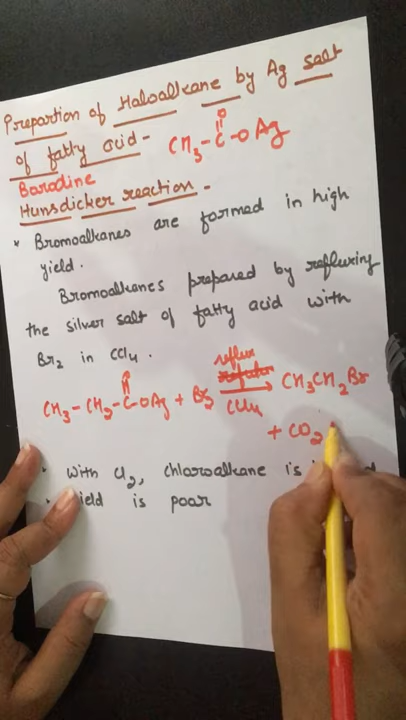 Prepartion of Haloalkane by Ag salt
of fatty acid-
CH3-C-OAg
O
Barodine
Hunsdicker reaction-
* Bromoalkanes are formed in high
yield.
Bromoalkanes prepared by refluxing
the silver salt of fatty acid with
Br2 in CCl4.
reflux
O
CH3-CH2-C-OAg + Br2 → CH3CH2Br
CCl4
+ CO2
With Cl2, chloroalkane is
yield is poor